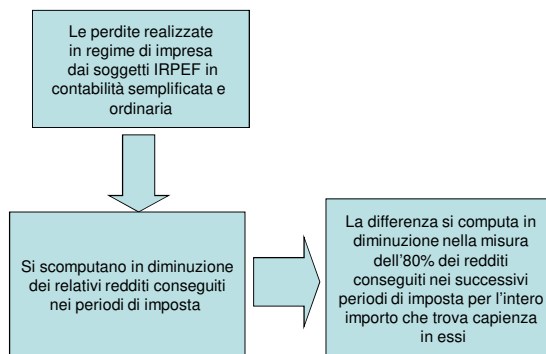 Le perdite realizzate
in regime di impresa
dai soggetti IRPEF in
contabilità semplificata e
ordinaria
Si scomputano in diminuzione
dei relativi redditi conseguiti
nei periodi di imposta
La differenza si computa in
diminuzione nella misura
dell'80% dei redditi
conseguiti nei successivi
periodi di imposta per l'intero
importo che trova capienza
in essi